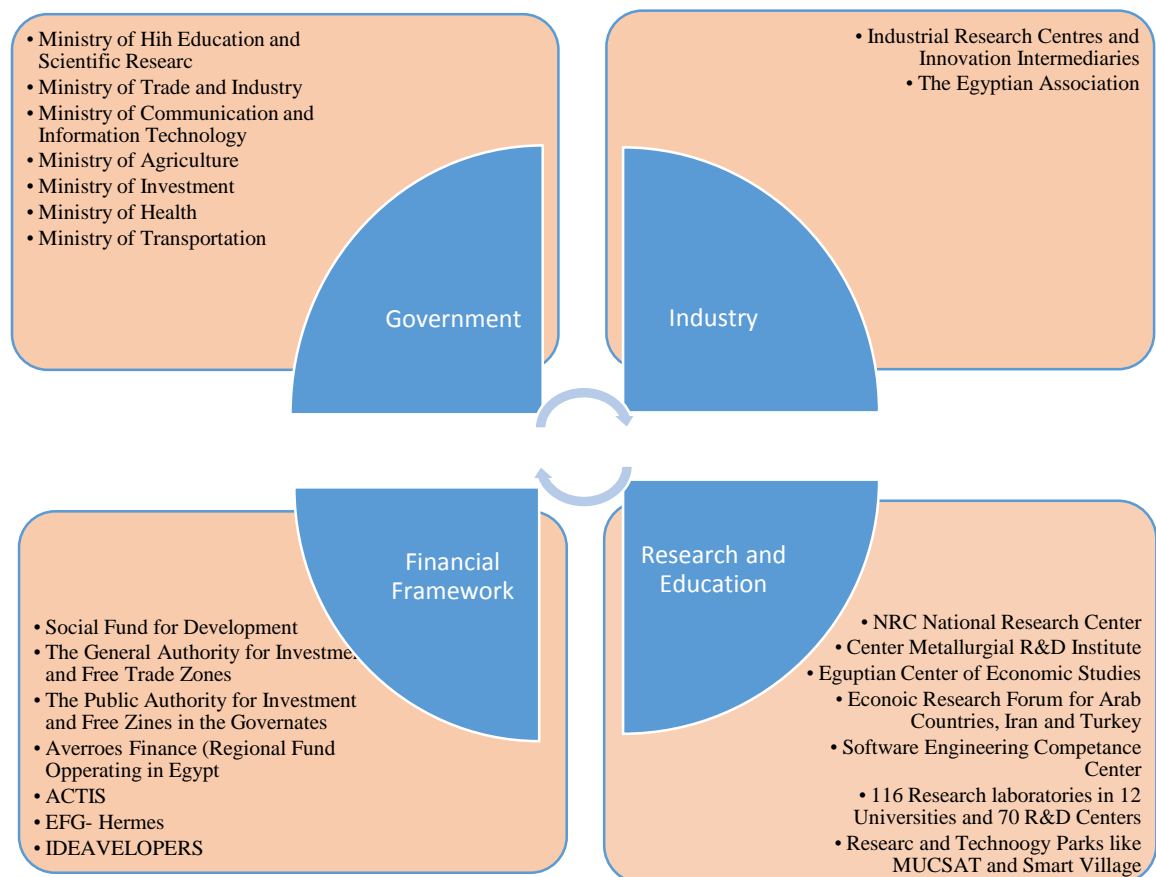 • Ministry of Hih Education and
Scientific Researc
• Ministry of Trade and Industry
• Ministry of Communication and
Information Technology
• Ministry of Agriculture
• Ministry of Investment
• Ministry of Health
• Ministry of Transportation
Government
• Industrial Research Centres and
Innovation Intermediaries
• The Egyptian Association
Industry
Financial
Framework
• Social Fund for Development
• The General Authority for Investme
and Free Trade Zones
• The Public Authority for Investment
and Free Zines in the Governates
• Averroes Finance (Regional Fund
Opperating in Egypt
• ACTIS
• EFG- Hermes
• IDEAVELOPERS
Research and
Education
• NRC National Research Center
• Center Metallurgial R&D Institute
• Eguptian Center of Economic Studies
• Econoic Research Forum for Arab
Countries, Iran and Turkey
• Software Engineering Competance
Center
• 116 Research laboratories in 12
Universities and 70 R&D Centers
• Researc and Technoogy Parks like
MUCSAT and Smart Village